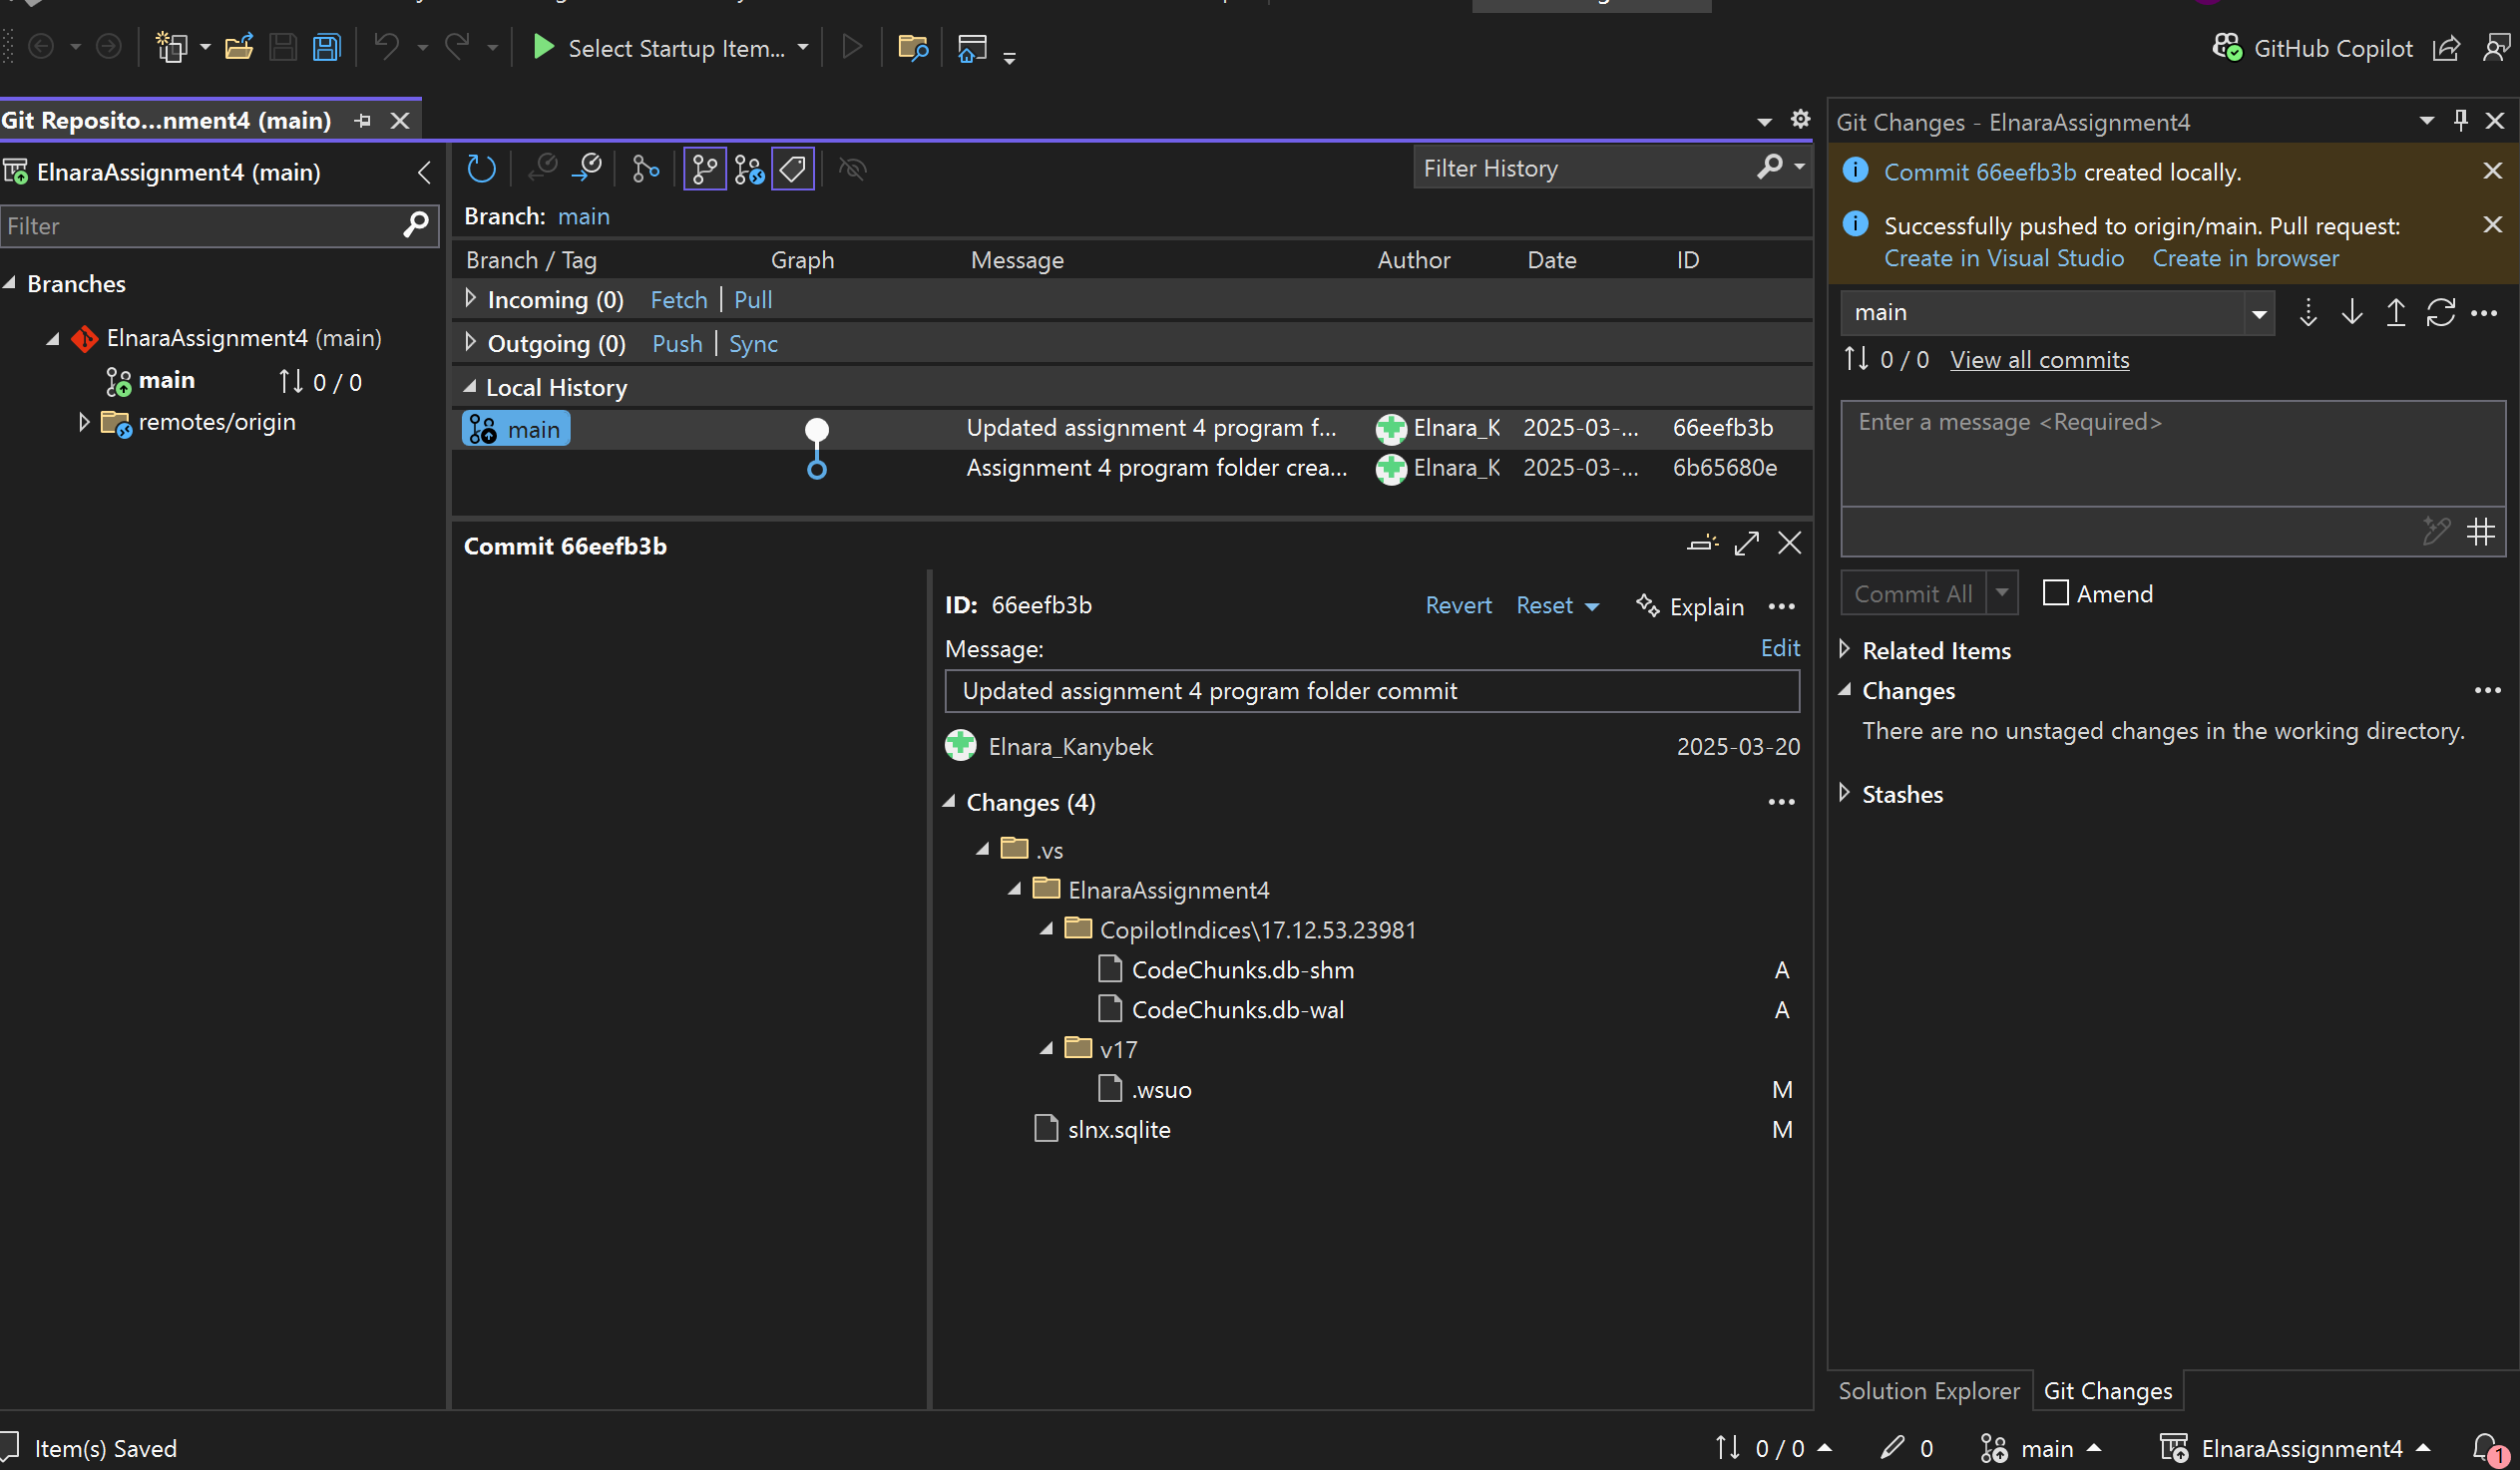 Select Startup Item...
GitHub Copilot
Git Reposito...nment4 (main)
ElnaraAssignment4 (main)
Filter
Branches
ElnaraAssignment4 (main)
main 0 / 0
remotes/origin
Filter History
Branch: main
Branch / Tag Graph Message Author Date ID
Incoming (0) Fetch | Pull
Outgoing (0) Push | Sync
Local History
main Updated assignment 4 program f... Elnara_K 2025-03-... 66eefb3b
Assignment 4 program folder crea... Elnara_K 2025-03-... 6b65680e
Commit 66eefb3b
ID: 66eefb3b Revert Reset Explain
Message: Edit
Updated assignment 4 program folder commit
Elnara_Kanybek 2025-03-20
Changes (4)
.vs
ElnaraAssignment4
CopilotIndices\17.12.53.23981
CodeChunks.db-shm A
CodeChunks.db-wal A
v17
.wsuo M
slnx.sqlite M
Git Changes - ElnaraAssignment4
Commit 66eefb3b created locally.
Successfully pushed to origin/main. Pull request:
Create in Visual Studio Create in browser
main
0 / 0 View all commits
Enter a message <Required>
Commit All Amend
Related Items
Changes
There are no unstaged changes in the working directory.
Stashes
Solution Explorer Git Changes
Item(s) Saved 0 / 0 0 main ElnaraAssignment4 1